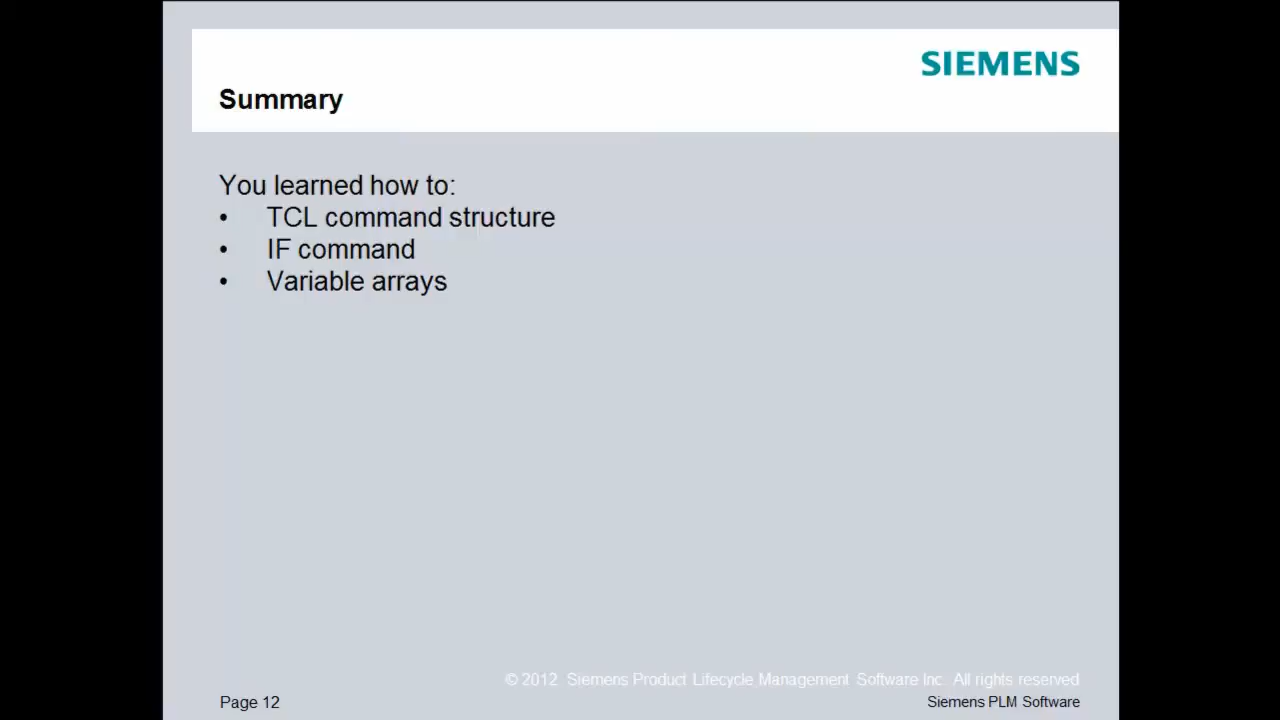 SIEMENS
Summary
You learned how to:
• TCL command structure
• IF command
• Variable arrays
© 2012 Siemens Product Lifecycle Management Software Inc. All rights reserved
Page 12
Siemens PLM Software